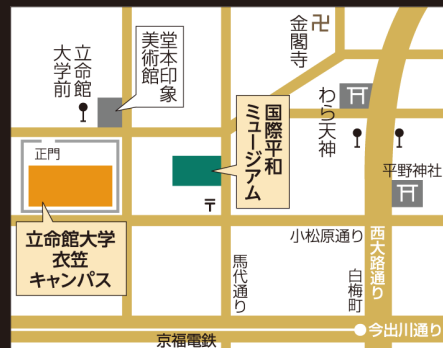 金閣寺
卍
堂本印象
美術館
立命館
大学前
わら天神
国際平和
ミュージアム
正門
平野神社
〒
立命館大学
衣笠
キャンパス
小松原通り
西大路通り
馬代通り
白梅町
今出川通り
京福電鉄